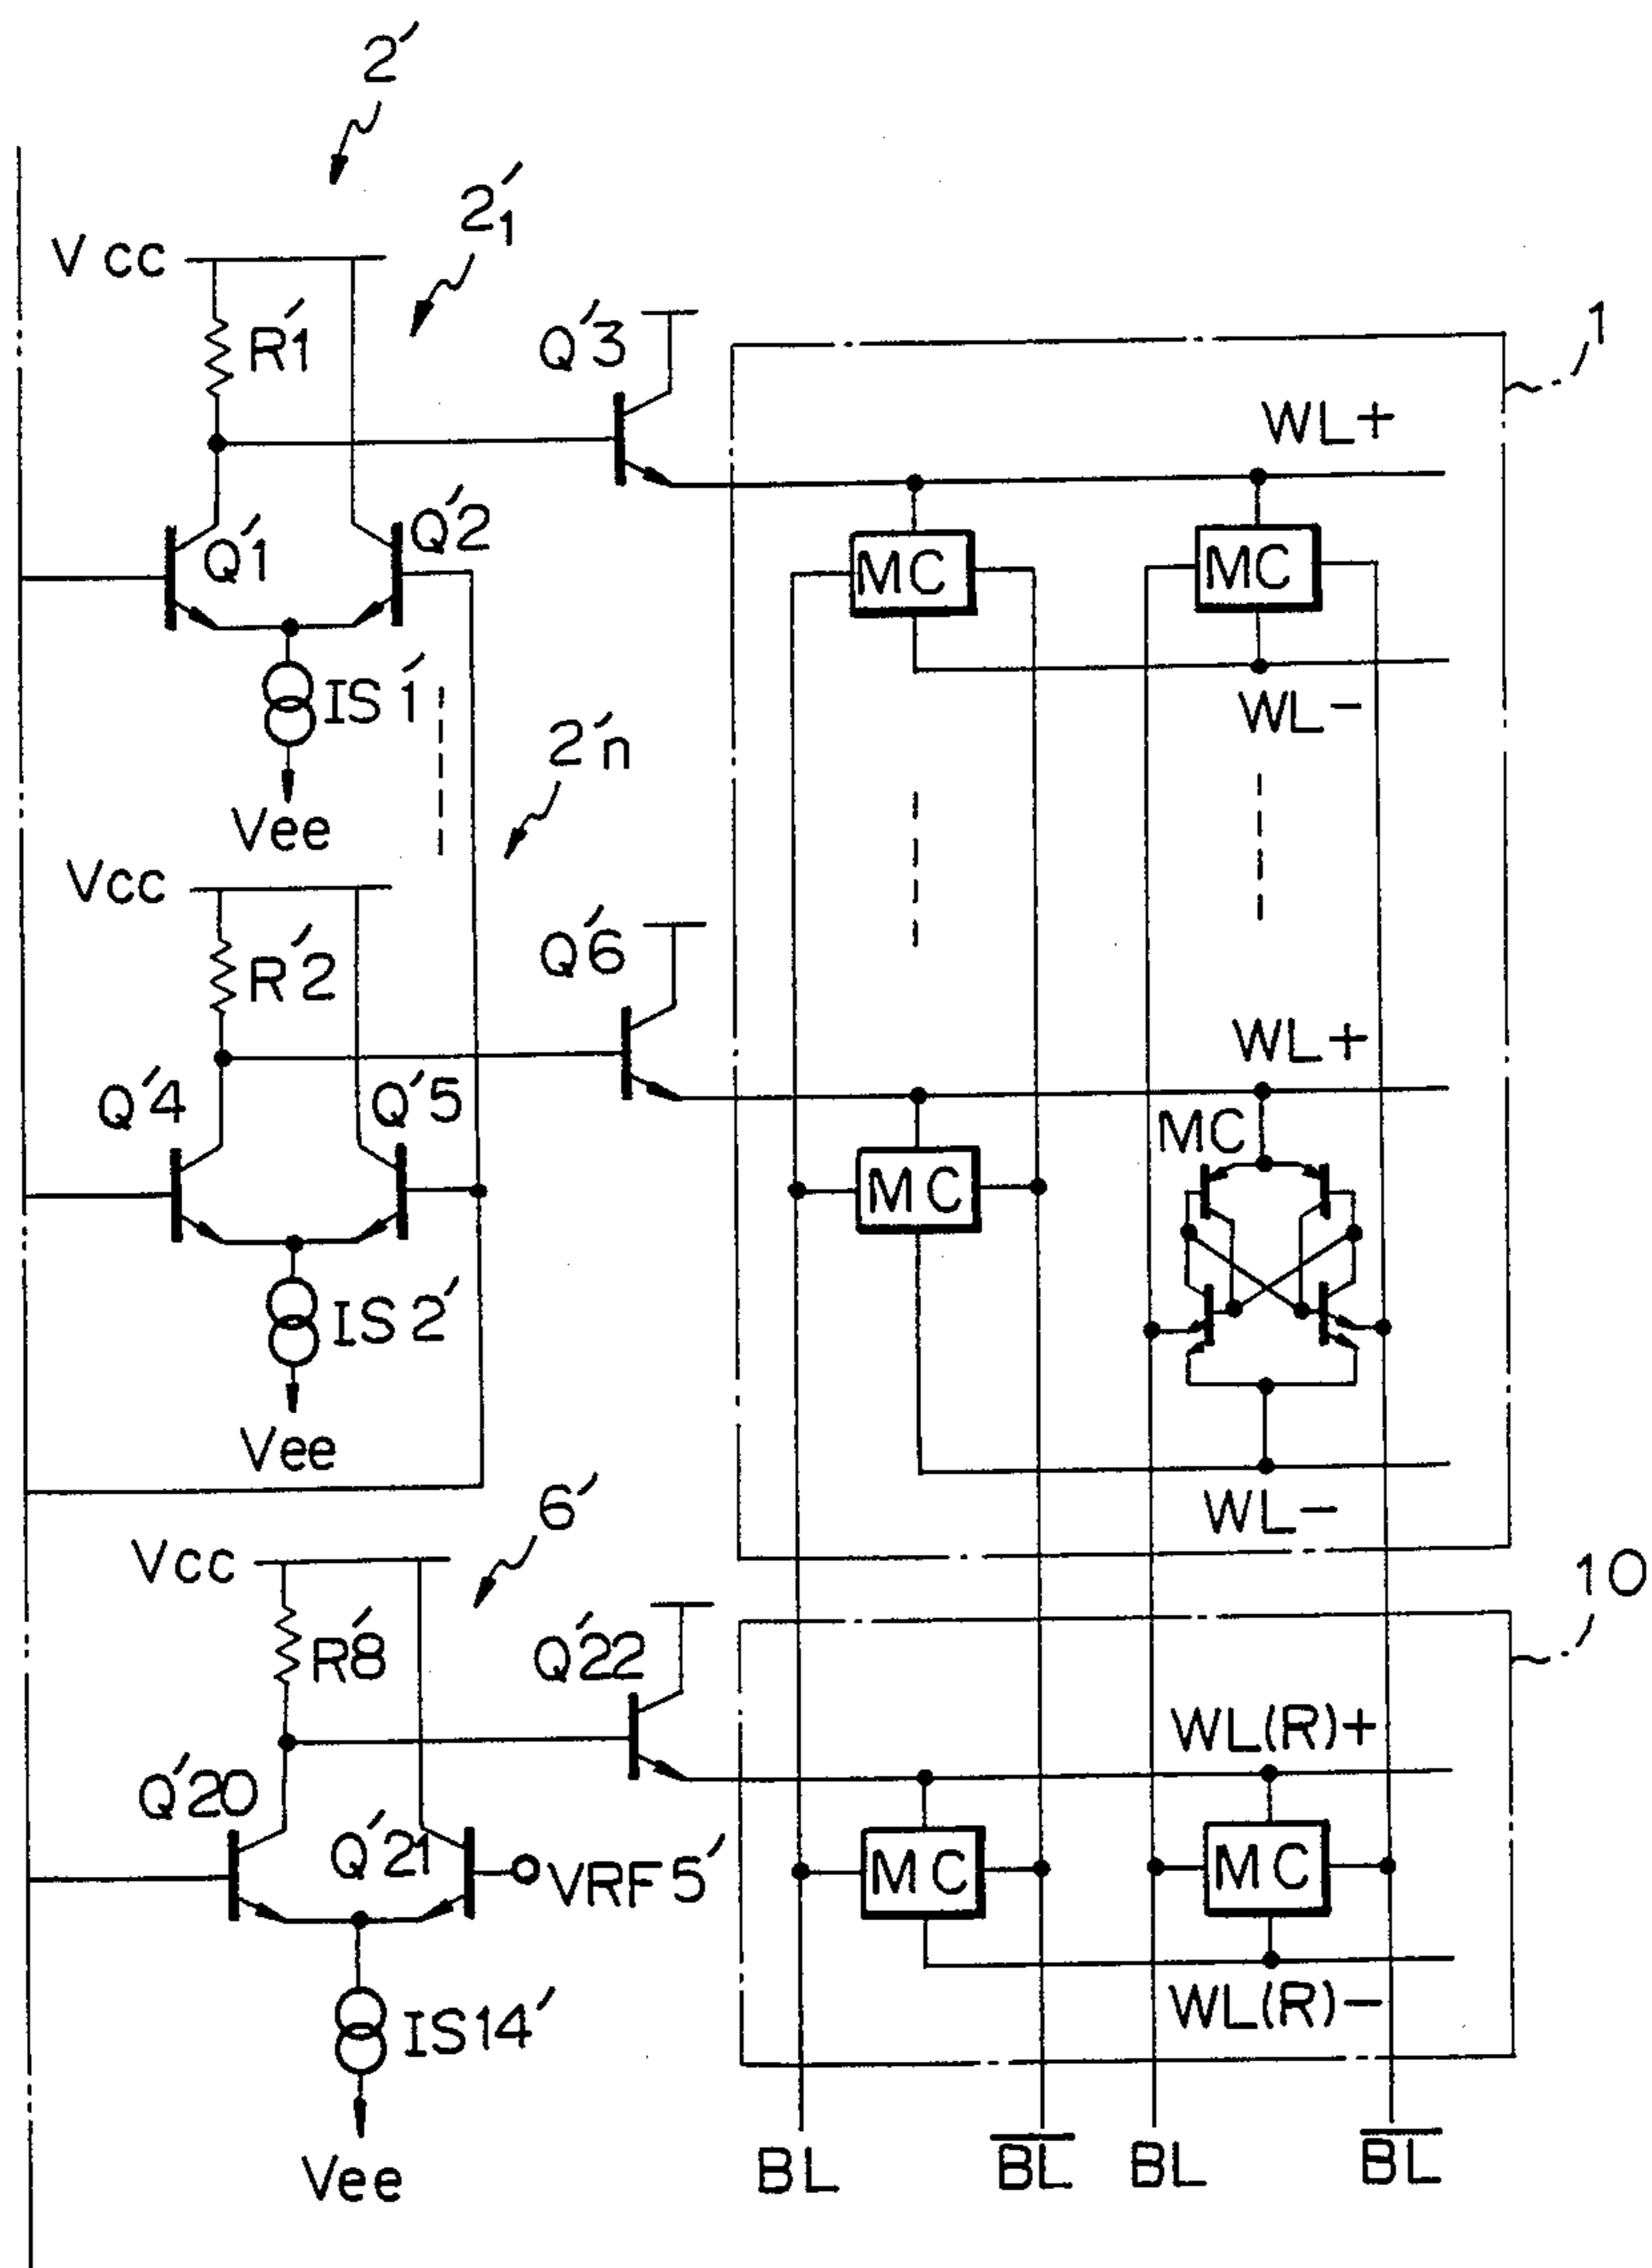 2'
2'1
Vcc
R'1
Q'3
1
WL+
Q'1
Q'2
MC
MC
IS1'
WL-
2'n
Vee
Vcc
R'2
Q'6
WL+
Q'4
Q'5
MC
MC
IS2'
Vee
WL-
6'
10
Vcc
R'8
Q'22
WL(R)+
Q'20
Q'21
VRF5'
MC
MC
IS14'
WL(R)-
Vee
BL
B̅L̅
BL
B̅L̅